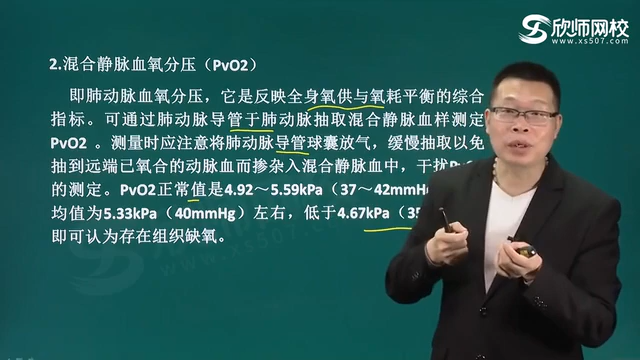 欣师网校
www.xs507.com
2.混合静脉血氧分压（PvO2）
即肺动脉血氧分压，它是反映全身氧供与氧耗平衡的综合
指标。可通过肺动脉导管于肺动脉抽取混合静脉血样测定
PvO2 。测量时应注意将肺动脉导管球囊放气，缓慢抽取以免
抽到远端已氧合的动脉血而掺杂入混合静脉血中，干扰
的测定。PvO2正常值是4.92～5.59kPa（37～42mmH
均值为5.33kPa（40mmHg）左右，低于4.67kPa（35
即可认为存在组织缺氧。